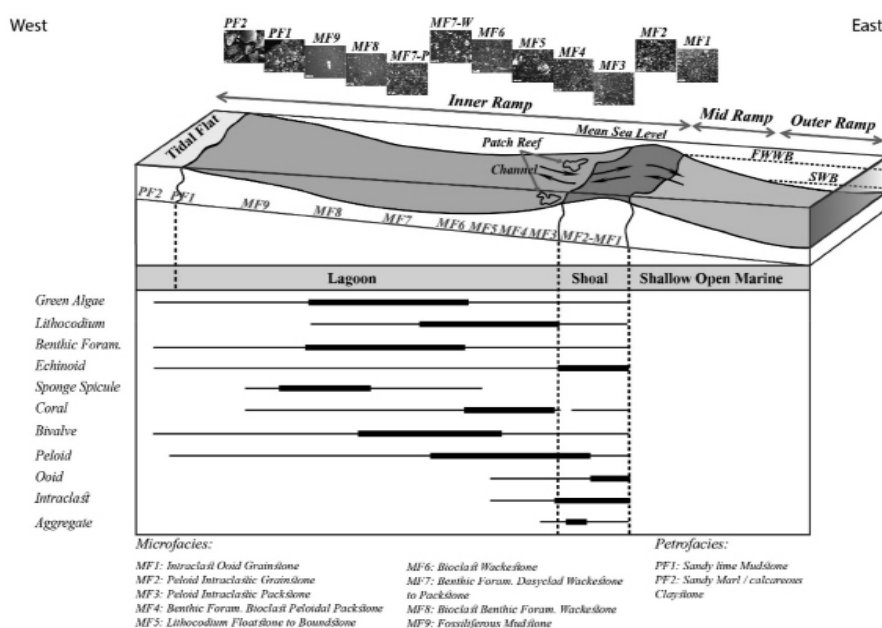 West
East
PF2
PF1
MF9
MF8
MF7-P
MF7-W
MF6
MF5
MF4
MF3
MF2
MF1
Inner Ramp
Mid Ramp
Outer Ramp
Mean Sea Level
Tidal Flat
Patch Reef
Channel
FWWB
SWB
PF2 PF1 MF9 MF8 MF7 MF6 MF5 MF4 MF3 MF2-MF1
Lagoon Shoal Shallow Open Marine
Green Algae
Lithocodium
Benthic Foram.
Echinoid
Sponge Spicule
Coral
Bivalve
Peloid
Ooid
Intraclast
Aggregate
Microfacies:
MF1: Intraclast Ooid Grainstone
MF2: Peloid Intraclastic Grainstone
MF3: Peloid Intraclastic Packstone
MF4: Benthic Foram. Bioclast Peloidal Packstone
MF5: Lithocodium Floatstone to Boundstone
MF6: Bioclast Wackestone
MF7: Benthic Foram. Dasyclad Wackestone
to Packstone
MF8: Bioclast Benthic Foram. Wackestone
MF9: Fossiliferous Mudstone
Petrofacies:
PF1: Sandy lime Mudstone
PF2: Sandy Marl / calcareous
Claystone